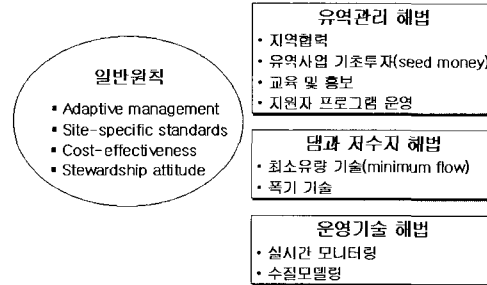 일반원칙
▪ Adaptive management
▪ Site-specific standards
▪ Cost-effectiveness
▪ Stewardship attitude
유역관리 해법
• 지역협력
• 유역사업 기초투자(seed money)
• 교육 및 홍보
• 지원자 프로그램 운영
댐과 저수지 해법
• 최소유량 기술(minimum flow)
• 폭기 기술
운영기술 해법
• 실시간 모니터링
• 수질모델링